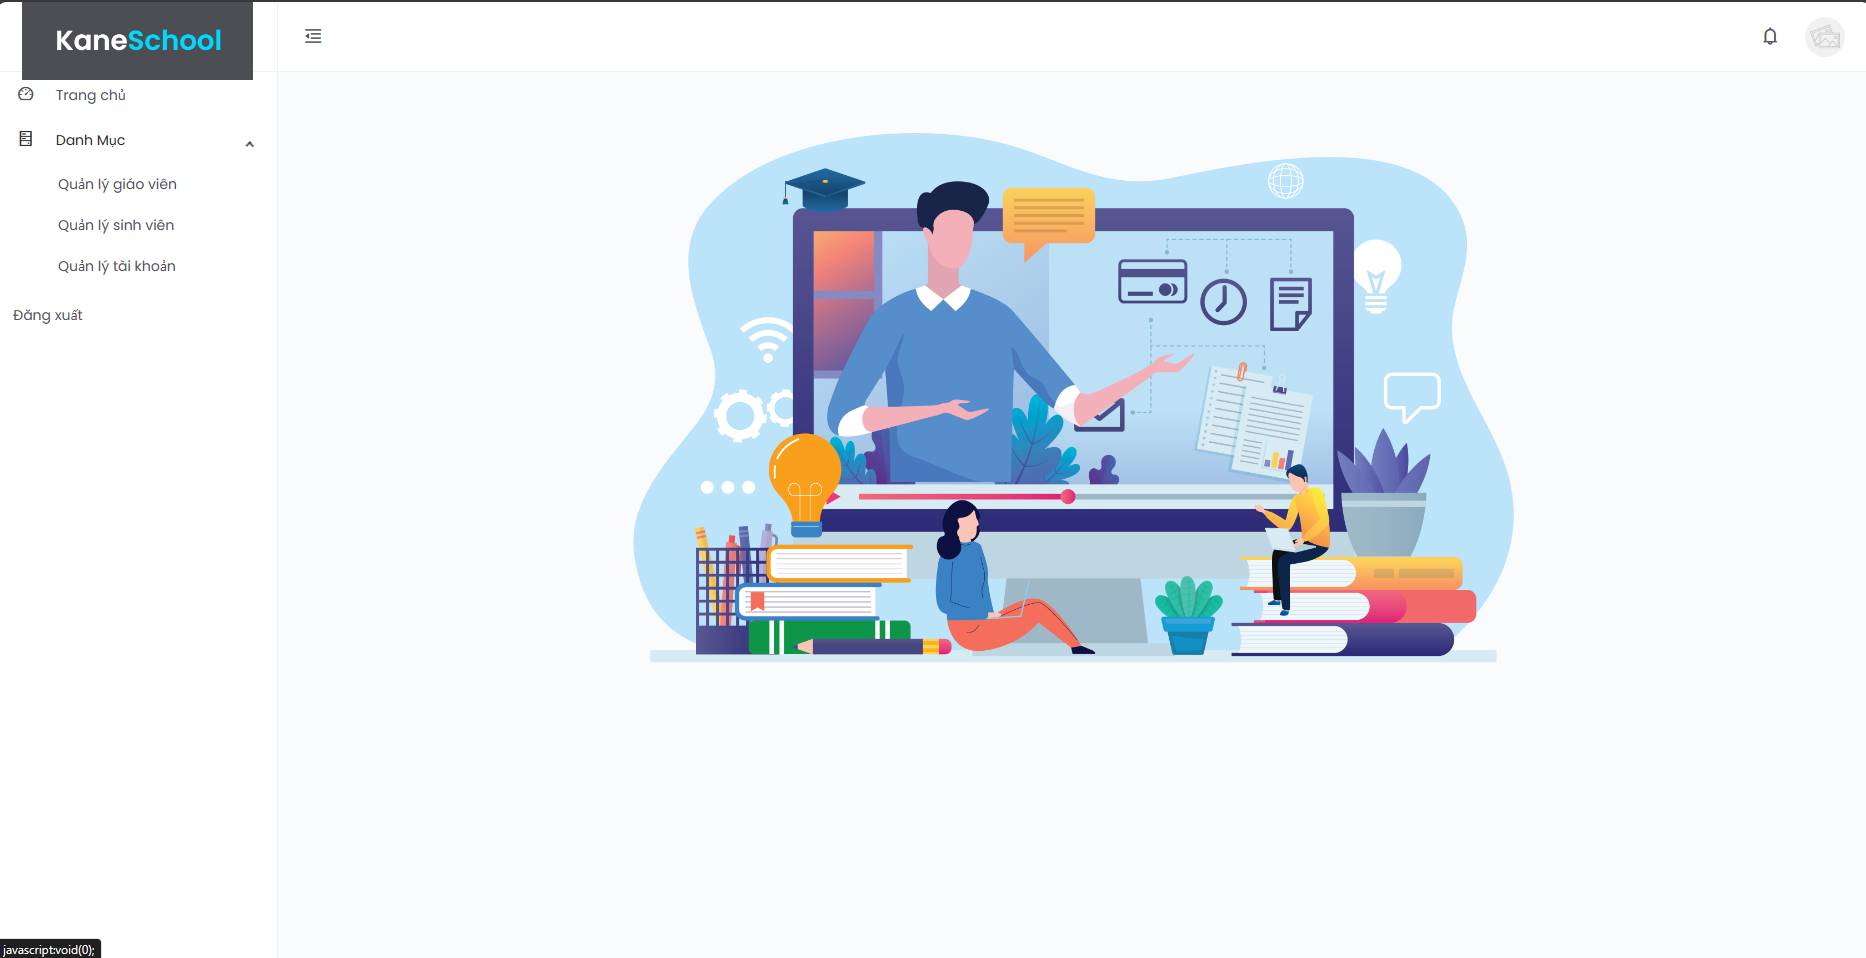 KaneSchool
Trang chủ
Danh Mục
Quản lý giáo viên
Quản lý sinh viên
Quản lý tài khoản
Đăng xuất
javascript:void(0);